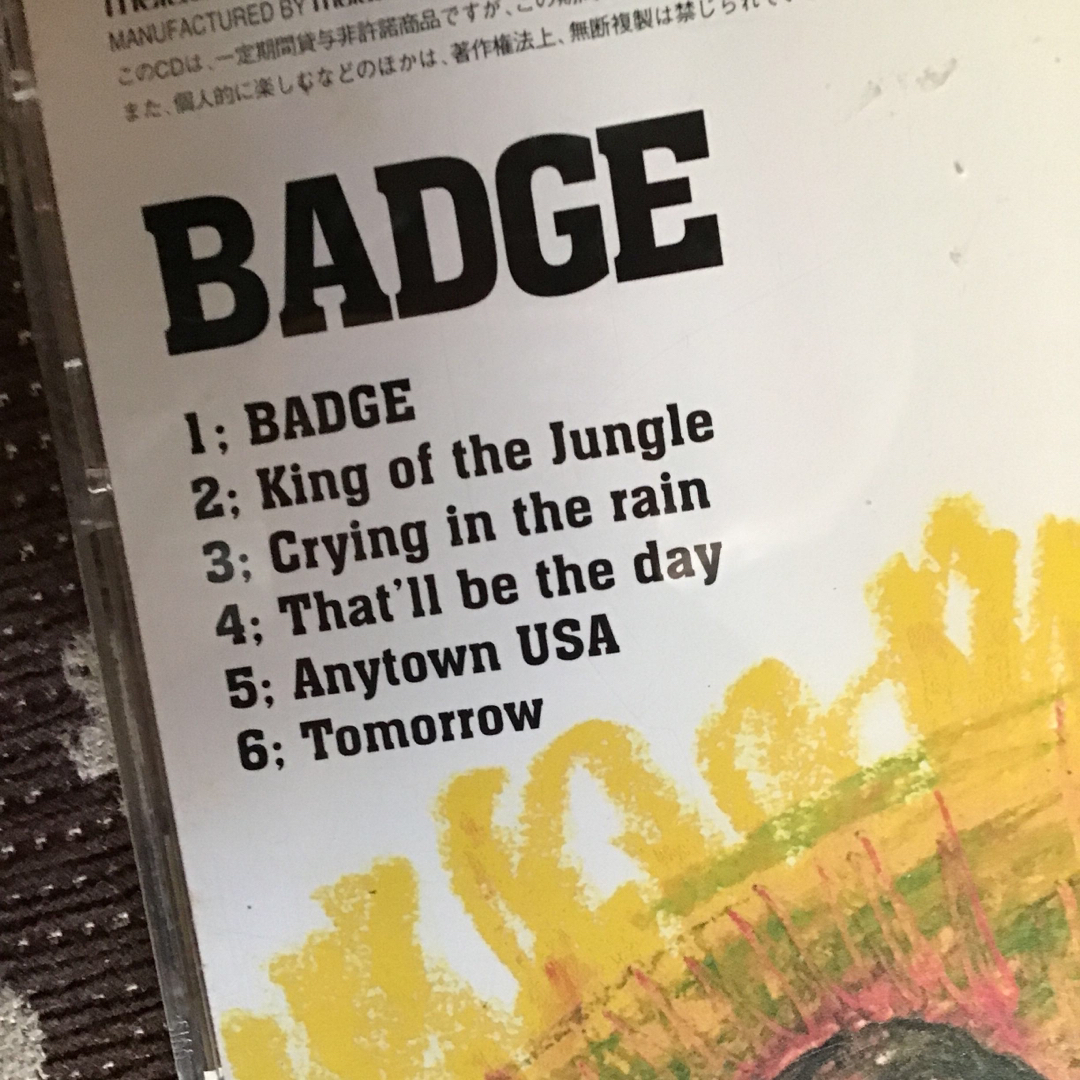 MANUFACTURED BY
このCDは、一定期間貸与非許諾商品ですが、この
また、個人的に楽しむなどのほかは、著作権法上、無断複製は禁じられて
BADGE
1; BADGE
2; King of the Jungle
3; Crying in the rain
4; That'll be the day
5; Anytown USA
6; Tomorrow